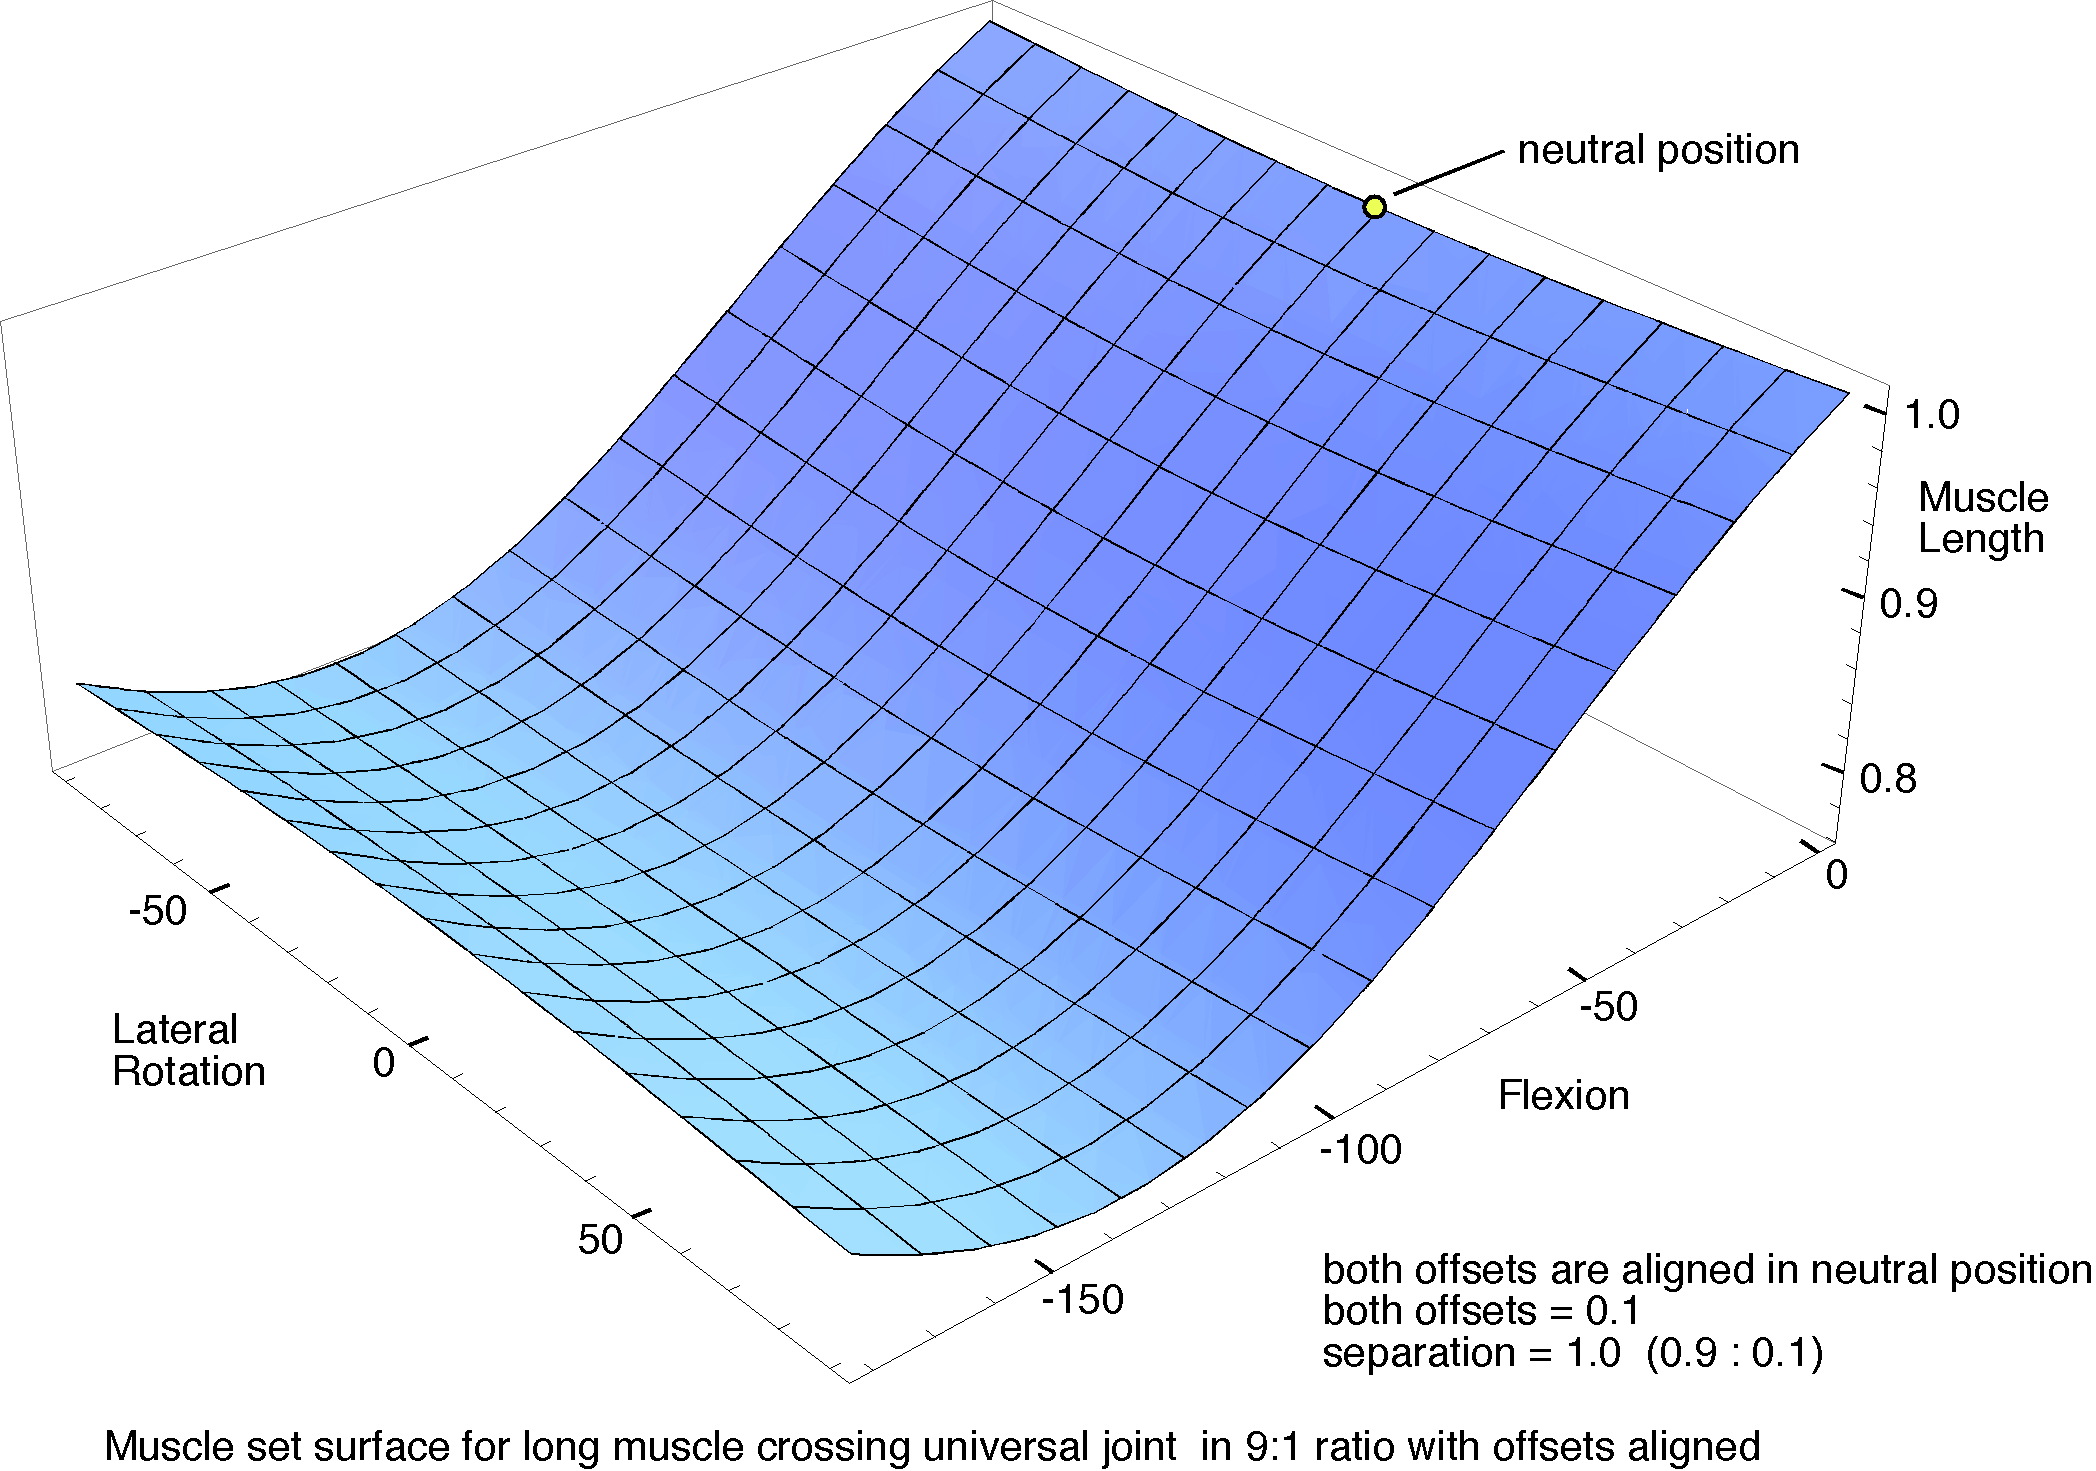 neutral position
1.0
Muscle
Length
0.9
0.8
0
-50
-50
Lateral
Rotation
0
Flexion
-100
50
-150
both offsets are aligned in neutral position
both offsets = 0.1
separation = 1.0  (0.9 : 0.1)
Muscle set surface for long muscle crossing universal joint  in 9:1 ratio with offsets aligned